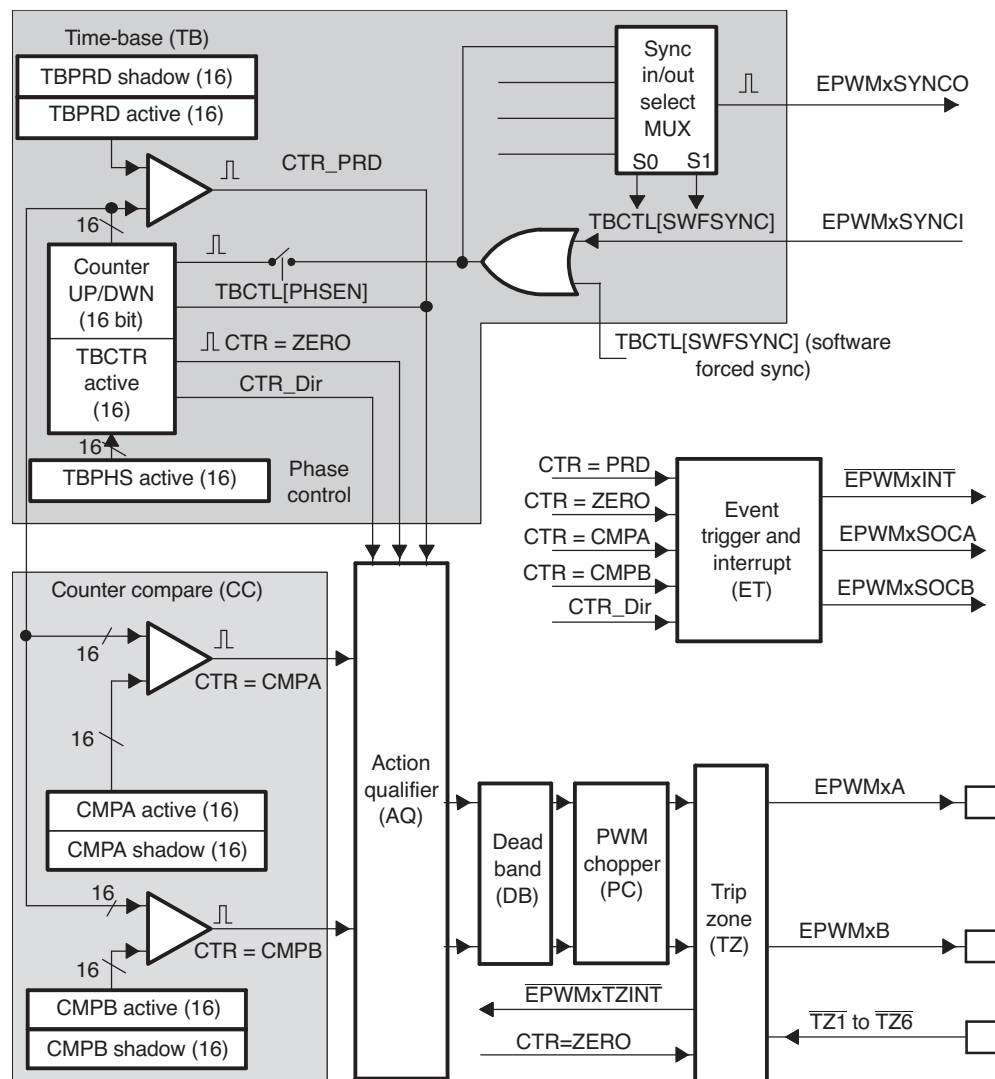 Time-base (TB)
TBPRD shadow (16)
TBPRD active (16)
CTR_PRD
Sync
in/out
select
MUX
S0 S1
EPWMxSYNCO
TBCTL[SWFSYNC]
EPWMxSYNCI
16
Counter
UP/DWN
(16 bit)
TBCTR
active
(16)
TBCTL[PHSEN]
CTR = ZERO
CTR_Dir
TBCTL[SWFSYNC] (software
forced sync)
16
TBPHS active (16)
Phase
control
CTR = PRD
CTR = ZERO
CTR = CMPA
CTR = CMPB
CTR_Dir
Event
trigger and
interrupt
(ET)
EPWMxINT
EPWMxSOCA
EPWMxSOCB
Counter compare (CC)
16
CTR = CMPA
16
CMPA active (16)
CMPA shadow (16)
16
CTR = CMPB
16
CMPB active (16)
CMPB shadow (16)
Action
qualifier
(AQ)
Dead
band
(DB)
PWM
chopper
(PC)
Trip
zone
(TZ)
EPWMxA
EPWMxB
EPWMxTZINT
TZ1 to TZ6
CTR=ZERO